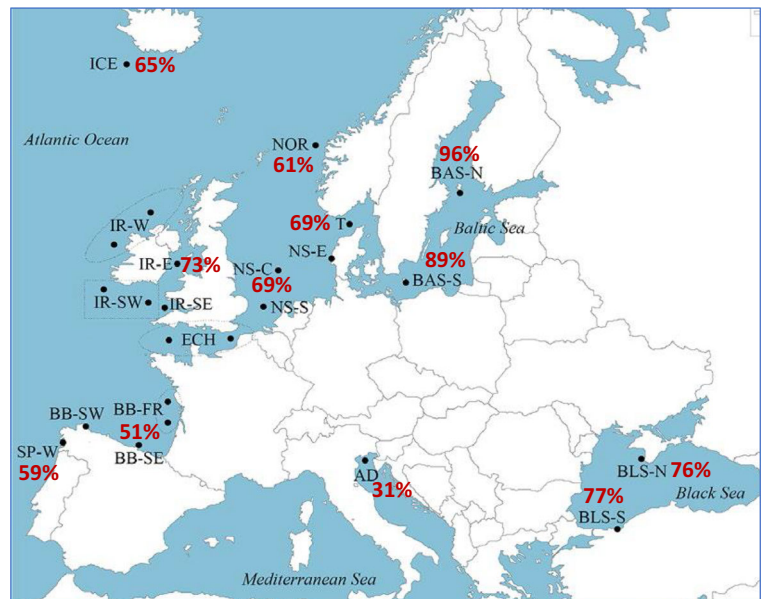 ICE 65%
Atlantic Ocean
NOR
61%
96%
BAS-N
IR-W
69% T
Baltic Sea
NS-E
IR-E 73%
NS-C
69%
89%
BAS-S
IR-SW
IR-SE
NS-S
ECH
BB-SW
BB-FR
51%
SP-W
59%
BB-SE
AD
31%
BLS-N 76%
77%
Black Sea
BLS-S
Mediterranean Sea